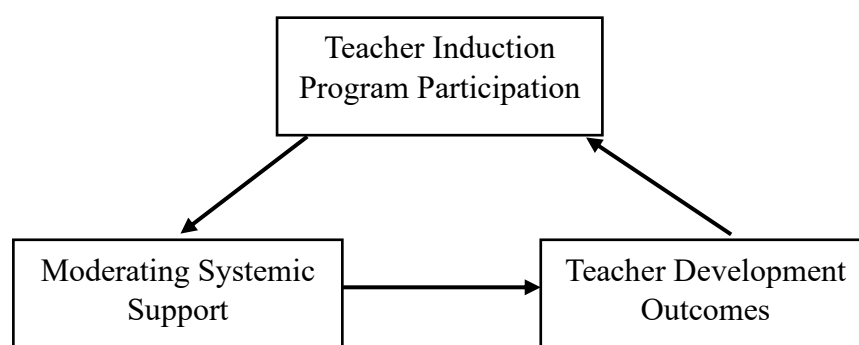 Teacher Induction
Program Participation
Moderating Systemic
Support
Teacher Development
Outcomes